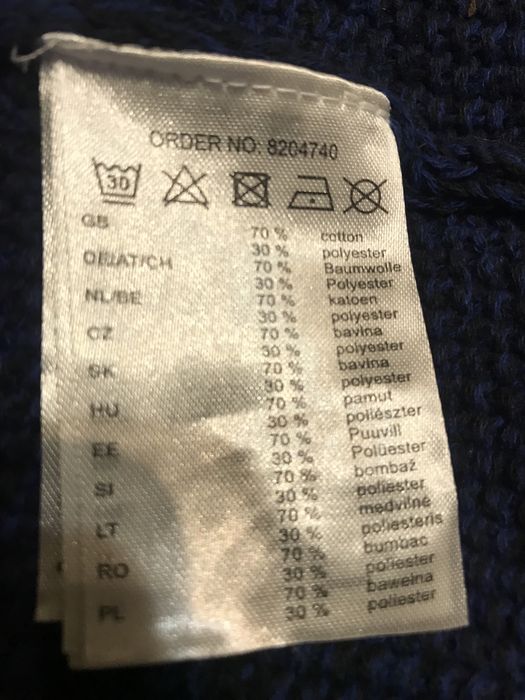 ORDER NO: 8204740
30
GB 70 % cotton
30 % polyester
DE/AT/CH 70 % Baumwolle
30 % Polyester
NL/BE 70 % katoen
30 % polyester
CZ 70 % bavlna
30 % polyester
SK 70 % bavlna
30 % polyester
HU 70 % pamut
30 % poliészter
EE 70 % Puuvill
30 % Polüester
SI 70 % bombaž
30 % poliester
LT 70 % medvilnė
30 % poliesteris
RO 70 % bumbac
30 % poliester
PL 70 % bawełna
30 % poliester